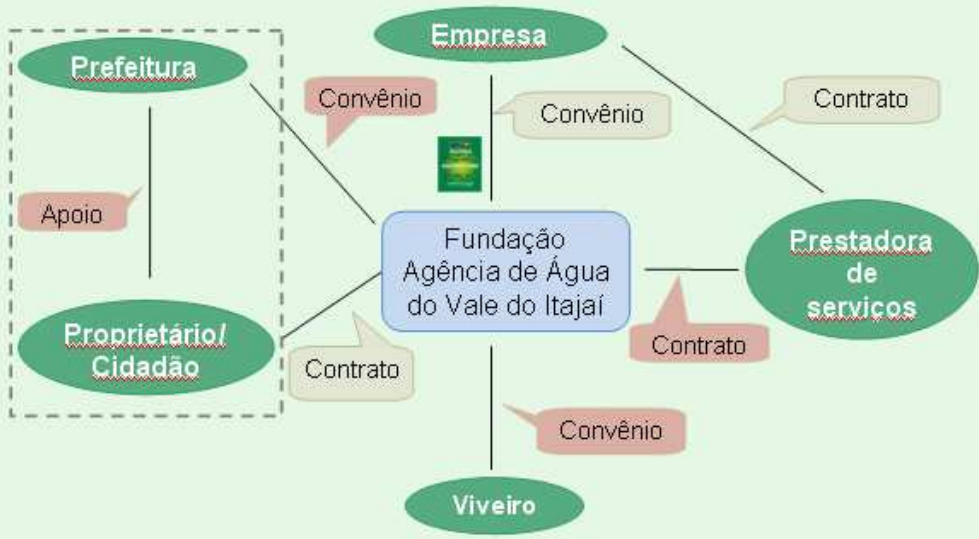 Empresa
Prefeitura
Convênio
Convênio
Contrato
Apoio
Fundação
Agência de Água
do Vale do Itajaí
Prestadora
de
serviços
Proprietário/
Cidadão
Contrato
Contrato
Convênio
Viveiro